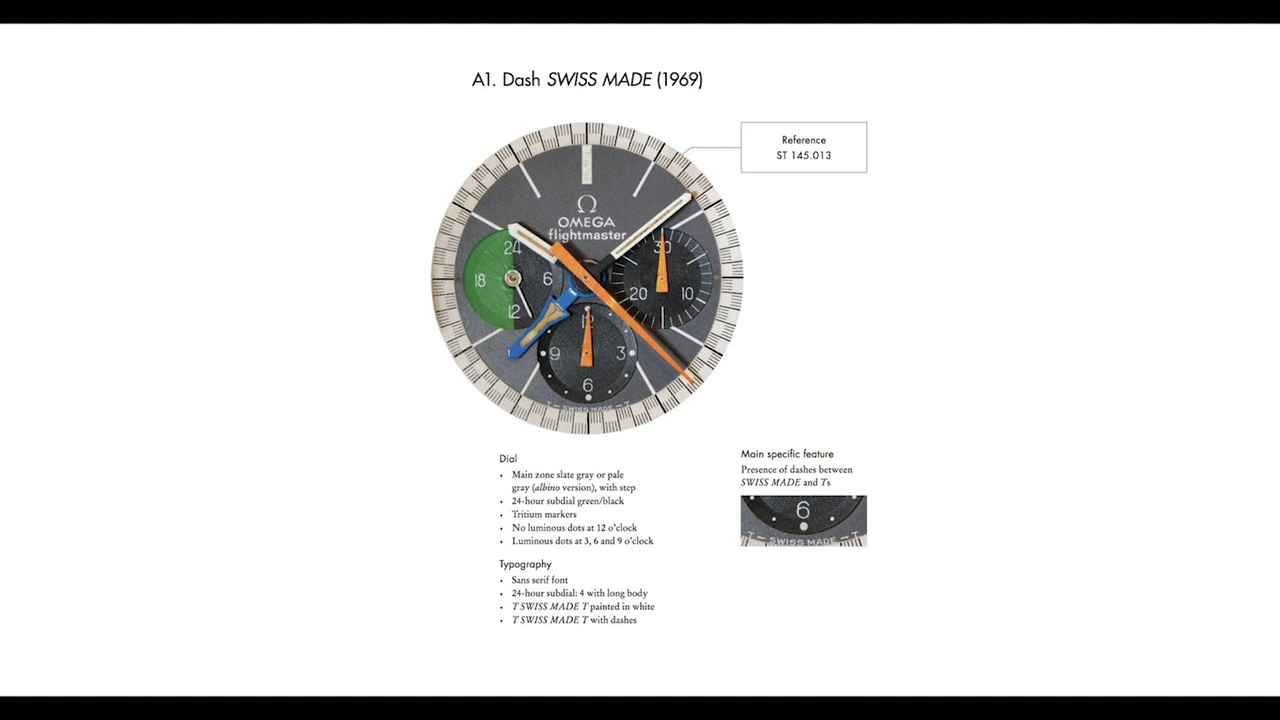 A1. Dash SWISS MADE (1969)
Reference
ST 145.013
Ω
OMEGA
flightmaster
24
18
6
12
30
20
10
12
9
3
6
T SWISS MADE T
Dial
• Main zone slate gray or pale
gray (albino version), with step
• 24-hour subdial green/black
• Tritium markers
• No luminous dots at 12 o'clock
• Luminous dots at 3, 6 and 9 o'clock
Typography
• Sans serif font
• 24-hour subdial: 4 with long body
• T SWISS MADE T painted in white
• T SWISS MADE T with dashes
Main specific feature
Presence of dashes between
SWISS MADE and Ts
6
T – SWISS MADE – T